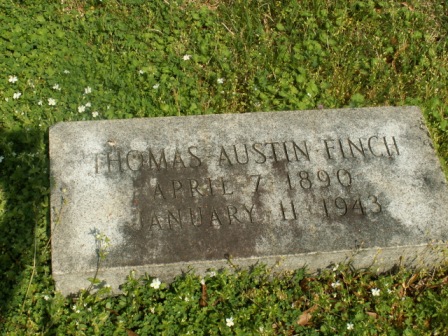 THOMAS AUSTIN FINCH
APRIL 7 1890
JANUARY 11 1943